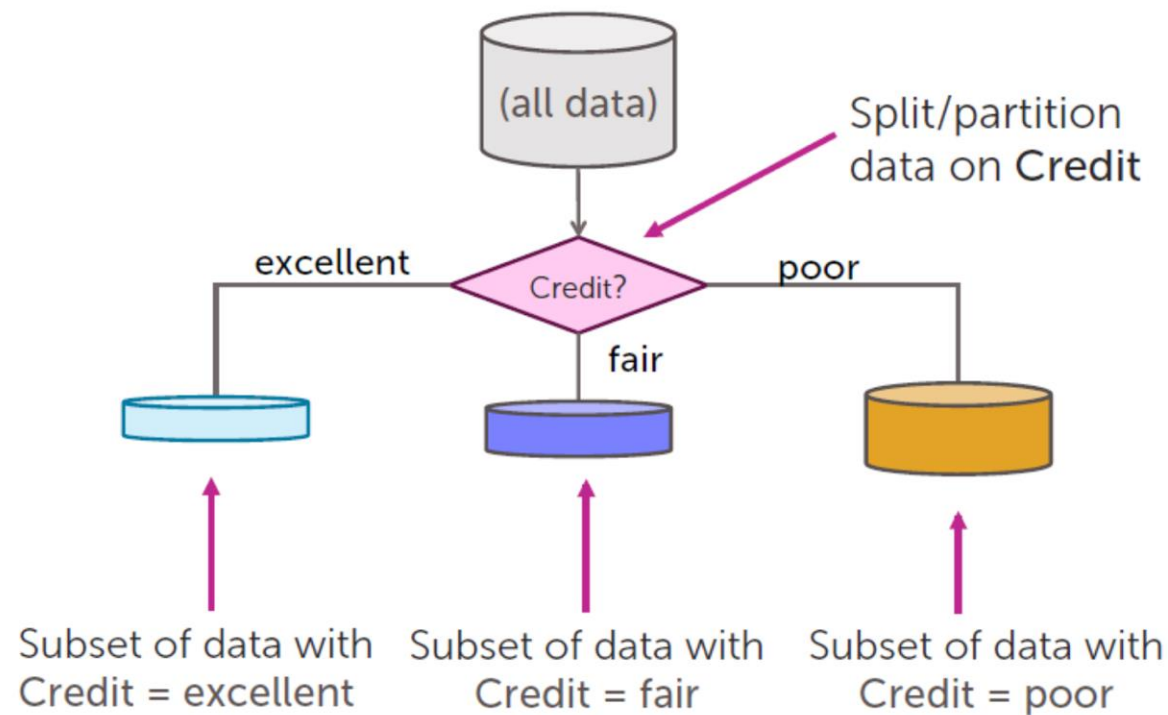 (all data)
Split/partition
data on Credit
excellent
Credit?
poor
fair
Subset of data with
Credit = excellent
Subset of data with
Credit = fair
Subset of data with
Credit = poor